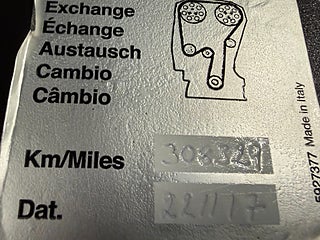 Exchange
Échange
Austausch
Cambio
Câmbio
Km/Miles 308329
Dat. 221117
5927377 Made in Italy